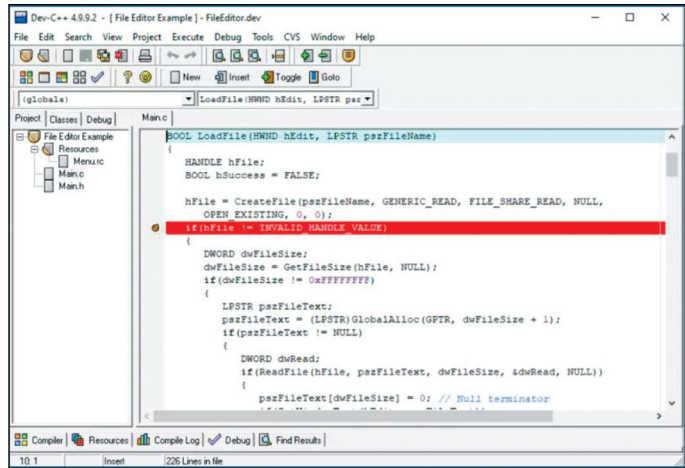 Dev-C++ 4.9.9.2 - [ File Editor Example ] - FileEditor.dev
File Edit Search View Project Execute Debug Tools CVS Window Help
New Insert Toggle Goto
(globals) LoadFile(HWND hEdit, LPSTR psz
Project Classes Debug Main.c
File Editor Example
Resources
Menu.rc
Main.c
Main.h
BOOL LoadFile(HWND hEdit, LPSTR pszFileName)
{
HANDLE hFile;
BOOL bSuccess = FALSE;
hFile = CreateFile(pszFileName, GENERIC_READ, FILE_SHARE_READ, NULL,
OPEN_EXISTING, 0, 0);
if(hFile != INVALID_HANDLE_VALUE)
{
DWORD dwFileSize;
dwFileSize = GetFileSize(hFile, NULL);
if(dwFileSize != 0xFFFFFFFF)
{
LPSTR pszFileText;
pszFileText = (LPSTR)GlobalAlloc(GPTR, dwFileSize + 1);
if(pszFileText != NULL)
{
DWORD dwRead;
if(ReadFile(hFile, pszFileText, dwFileSize, &dwRead, NULL))
{
pszFileText[dwFileSize] = 0; // Null terminator
Compiler Resources Compile Log Debug Find Results
10: 1 Insert 226 Lines in file